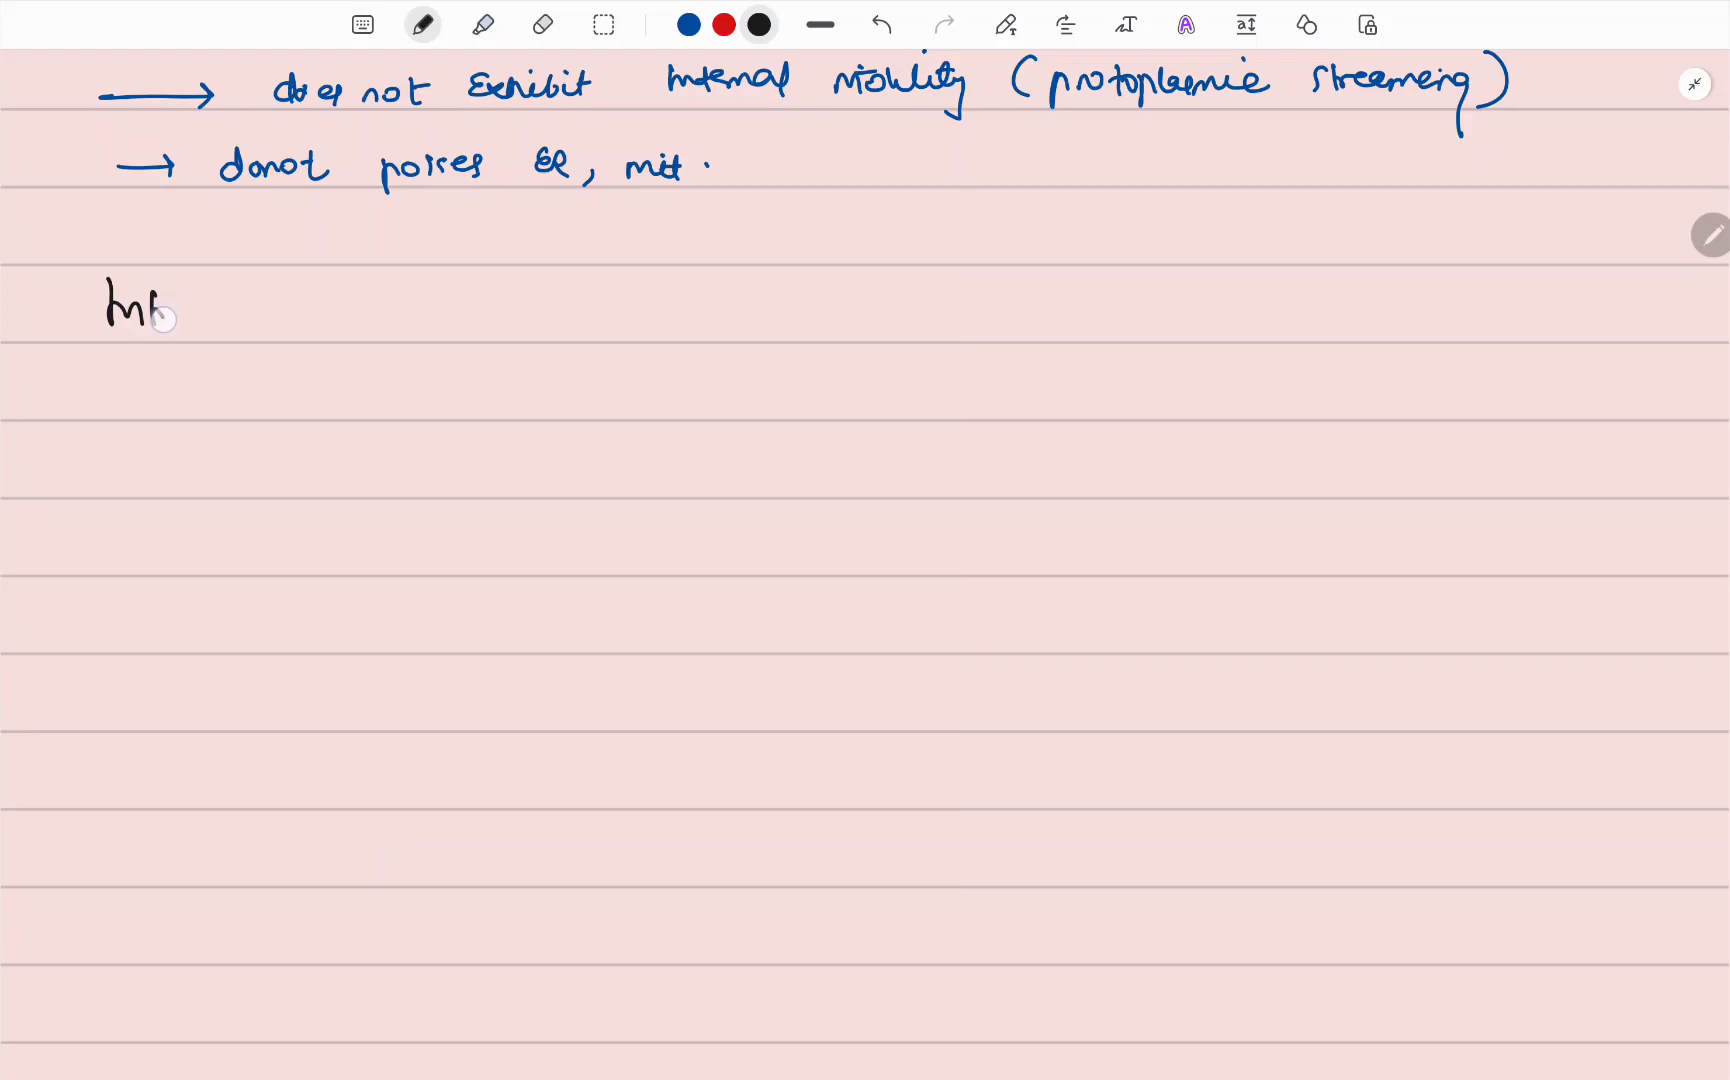 → does not Exhibit Internal mobility (protoplasmic streaming)
→ donot posses ER, mit.